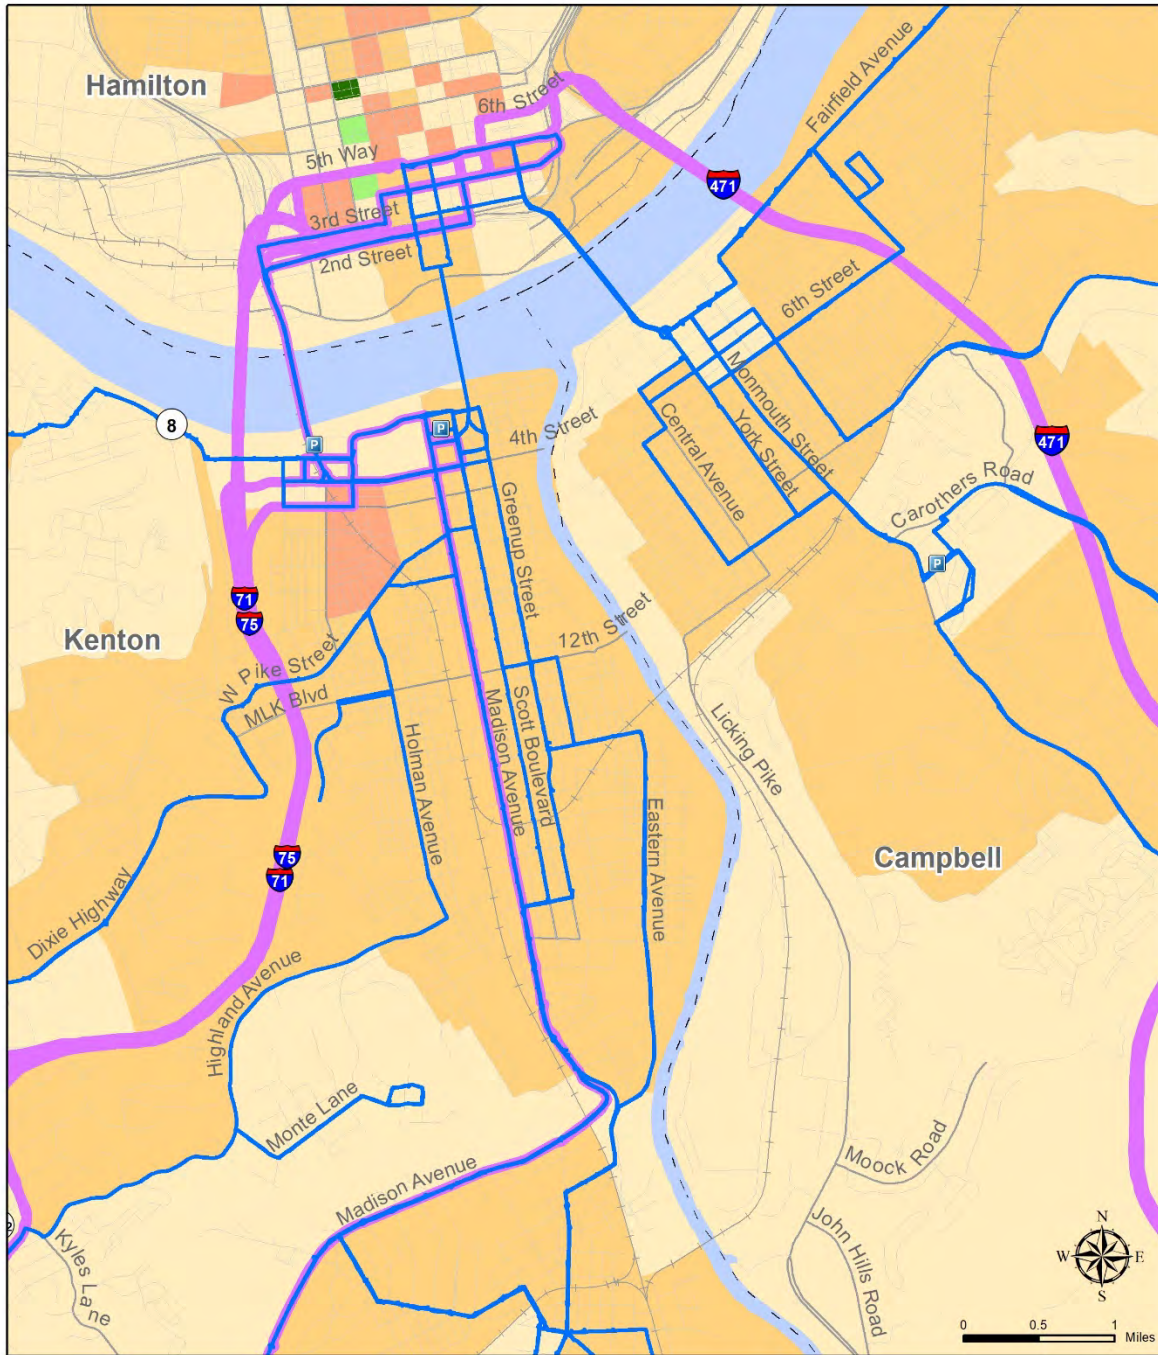 Hamilton
Fairfield Avenue
6th Street
5th Way
471
3rd Street
2nd Street
6th Street
8
P
P
4th Street
Monmouth Street
York Street
Central Avenue
471
Carothers Road
P
Greenup Street
71
75
Kenton
12th Street
W Pike Street
MLK Blvd
Holman Avenue
Madison Avenue
Scott Boulevard
Licking Pike
Eastern Avenue
75
71
Campbell
Dixie Highway
Highland Avenue
Monte Lane
Moock Road
Madison Avenue
John Hills Road
Kyles Lane
N
W E
S
0 0.5 1
Miles